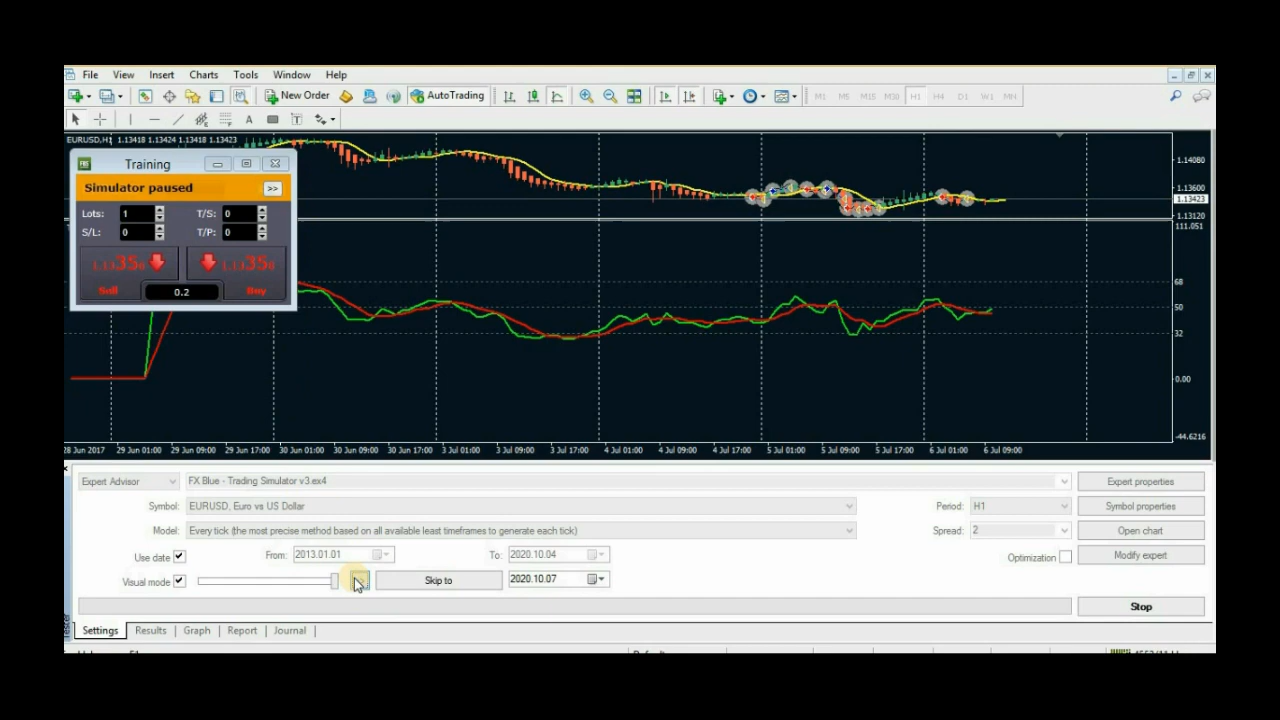 File View Insert Charts Tools Window Help
New Order AutoTrading M1 M5 M15 M30 H1 H4 D1 W1 MN
A T
EURUSD,H1 1.13418 1.13424 1.13418 1.13423
Training
Simulator paused >>
Lots: 1 T/S: 0
S/L: 0 T/P: 0
Sell 0.2 Buy
1.14080
1.13600
1.13423
1.13120
111.051
68
50
32
0.00
-44.6216
28 Jun 2017 29 Jun 01:00 29 Jun 09:00 29 Jun 17:00 30 Jun 01:00 30 Jun 09:00 30 Jun 17:00 3 Jul 01:00 3 Jul 09:00 3 Jul 17:00 4 Jul 01:00 4 Jul 09:00 4 Jul 17:00 5 Jul 01:00 5 Jul 09:00 5 Jul 17:00 6 Jul 01:00 6 Jul 09:00
Expert Advisor FX Blue - Trading Simulator v3.ex4 Expert properties
Symbol: EURUSD, Euro vs US Dollar Period: H1 Symbol properties
Model: Every tick (the most precise method based on all available least timeframes to generate each tick) Spread: 2 Open chart
Use date From: 2013.01.01 To: 2020.10.04 Optimization Modify expert
Visual mode Skip to 2020.10.07
Stop
Settings Results Graph Report Journal